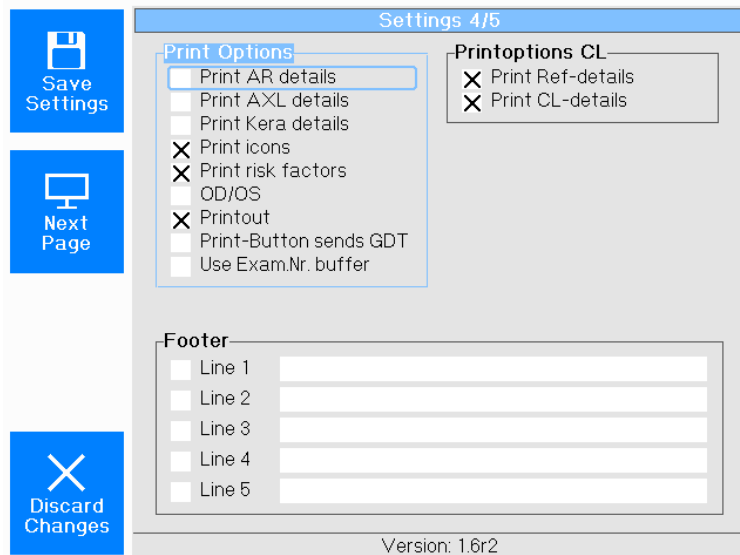 Settings 4/5
Save
Settings
Next
Page
Discard
Changes
Print Options
Print AR details
Print AXL details
Print Kera details
Print icons
Print risk factors
OD/OS
Printout
Print-Button sends GDT
Use Exam.Nr. buffer
Printoptions CL
Print Ref-details
Print CL-details
Footer
Line 1
Line 2
Line 3
Line 4
Line 5
Version: 1.6r2